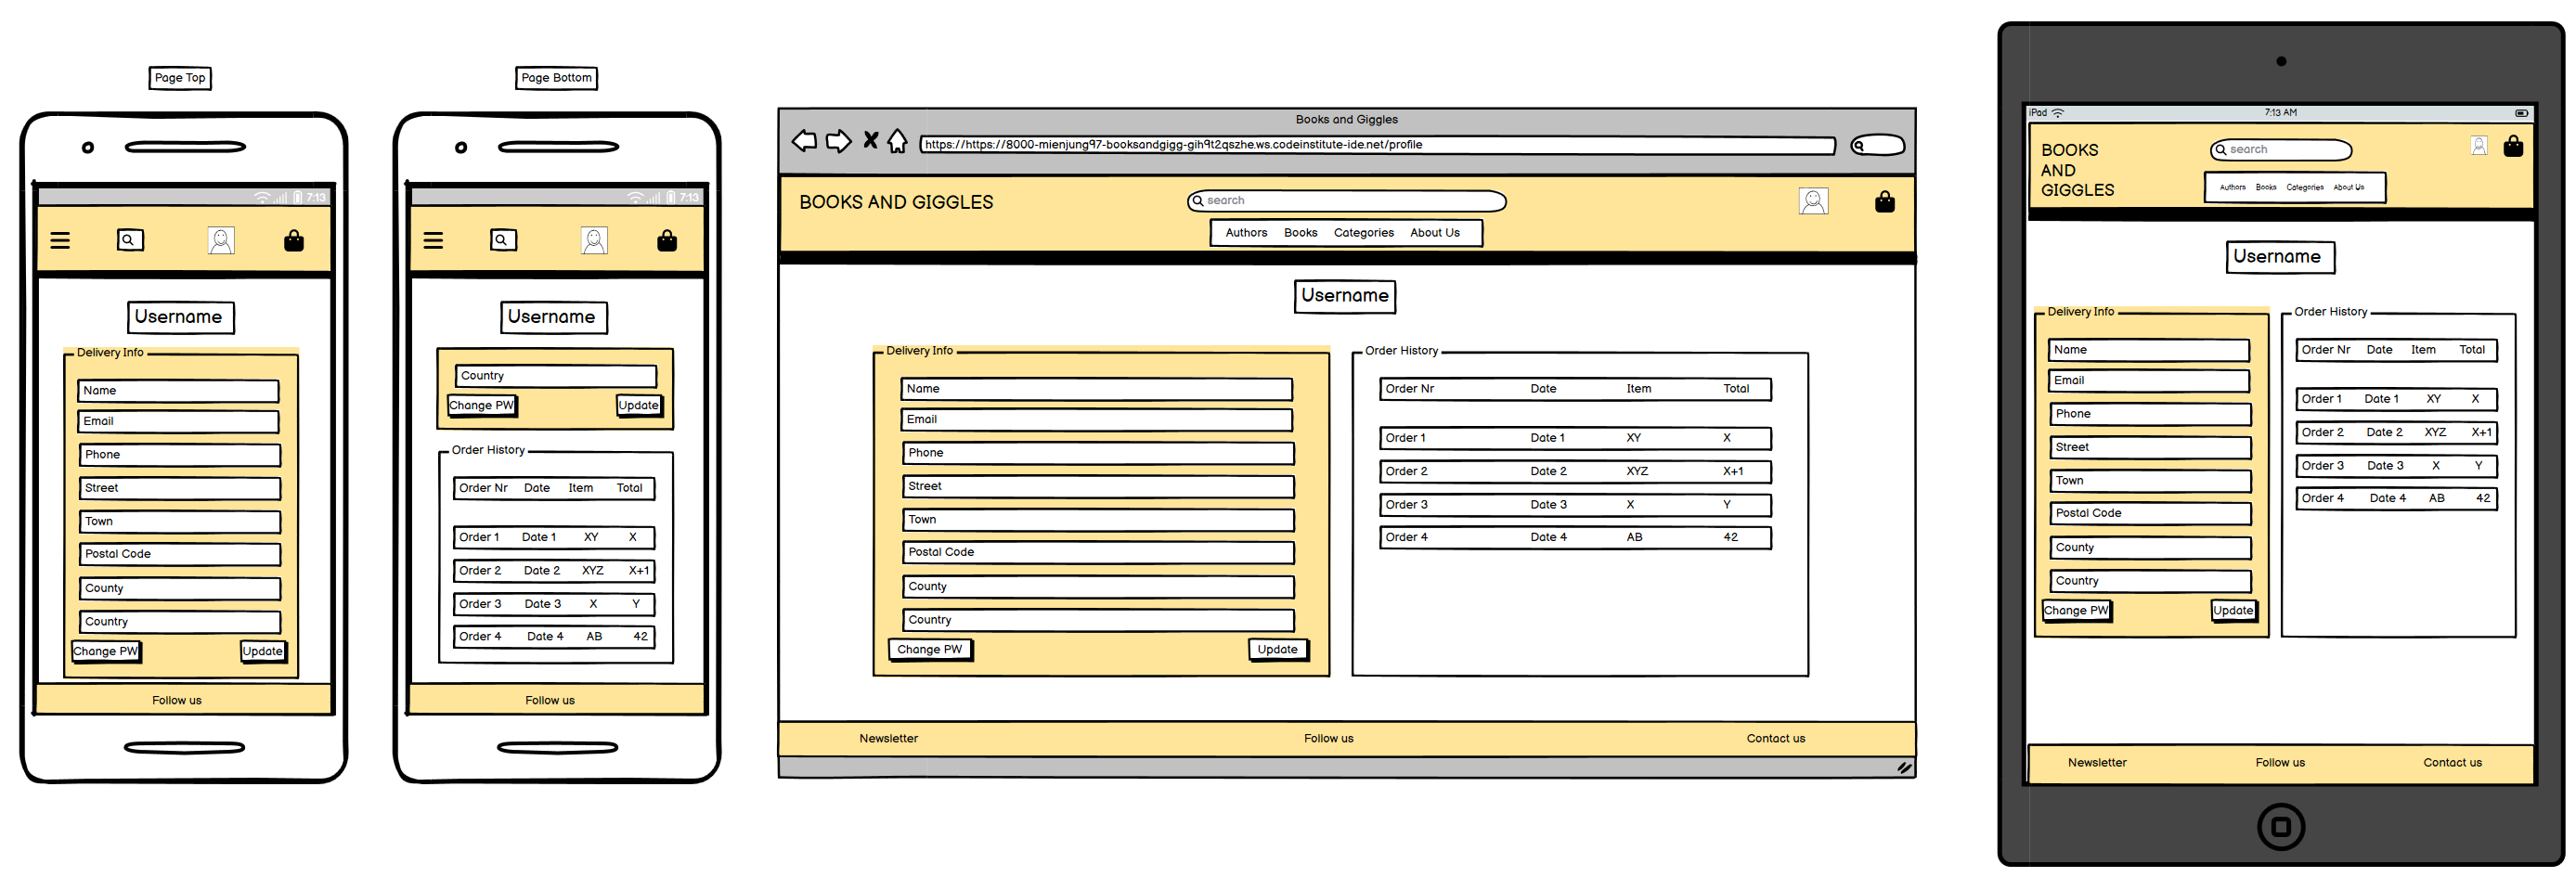 Page Top
7:13
Username
Delivery Info
Name
Email
Phone
Street
Town
Postal Code
County
Country
Change PW Update
Follow us
Page Bottom
7:13
Username
Country
Change PW Update
Order History
Order Nr Date Item Total
Order 1 Date 1 XY X
Order 2 Date 2 XYZ X+1
Order 3 Date 3 X Y
Order 4 Date 4 AB 42
Follow us
Books and Giggles
https://https://8000-mienjung97-booksandgigg-gih9t2qszhe.ws.codeinstitute-ide.net/profile
BOOKS AND GIGGLES
search
Authors Books Categories About Us
Username
Delivery Info
Name
Email
Phone
Street
Town
Postal Code
County
Country
Change PW Update
Order History
Order Nr Date Item Total
Order 1 Date 1 XY X
Order 2 Date 2 XYZ X+1
Order 3 Date 3 X Y
Order 4 Date 4 AB 42
Newsletter Follow us Contact us
iPad 7:13 AM
BOOKS
AND
GIGGLES
search
Authors Books Categories About Us
Username
Delivery Info
Name
Email
Phone
Street
Town
Postal Code
County
Country
Change PW Update
Order History
Order Nr Date Item Total
Order 1 Date 1 XY X
Order 2 Date 2 XYZ X+1
Order 3 Date 3 X Y
Order 4 Date 4 AB 42
Newsletter Follow us Contact us